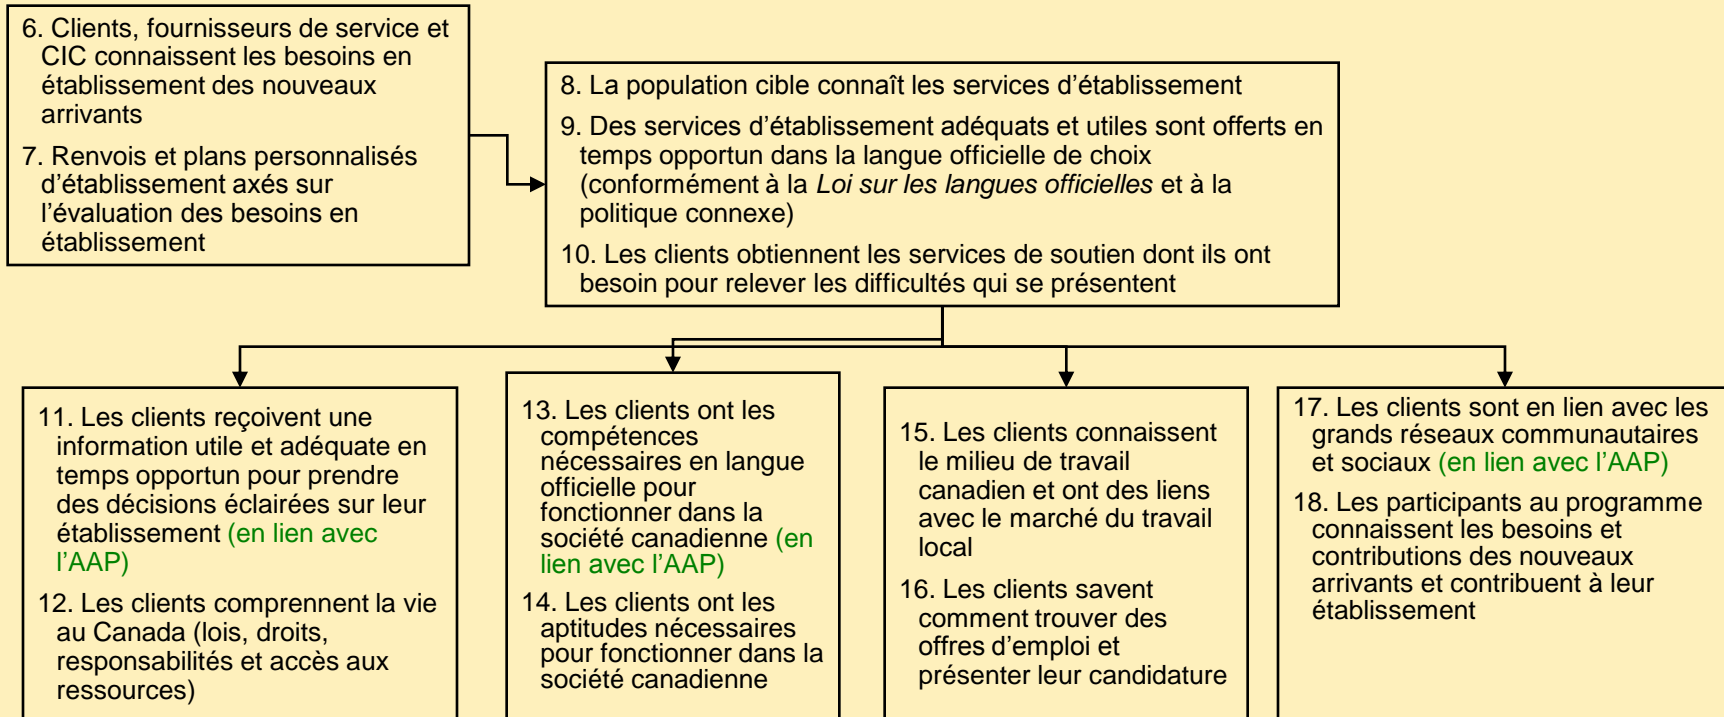 6. Clients, fournisseurs de service et
CIC connaissent les besoins en
établissement des nouveaux
arrivants
7. Renvois et plans personnalisés
d’établissement axés sur
l’évaluation des besoins en
établissement
8. La population cible connaît les services d’établissement
9. Des services d’établissement adéquats et utiles sont offerts en
temps opportun dans la langue officielle de choix
(conformément à la Loi sur les langues officielles et à la
politique connexe)
10. Les clients obtiennent les services de soutien dont ils ont
besoin pour relever les difficultés qui se présentent
11. Les clients reçoivent une
information utile et adéquate en
temps opportun pour prendre
des décisions éclairées sur leur
établissement (en lien avec
l’AAP)
12. Les clients comprennent la vie
au Canada (lois, droits,
responsabilités et accès aux
ressources)
13. Les clients ont les
compétences
nécessaires en langue
officielle pour
fonctionner dans la
société canadienne (en
lien avec l’AAP)
14. Les clients ont les
aptitudes nécessaires
pour fonctionner dans la
société canadienne
15. Les clients connaissent
le milieu de travail
canadien et ont des liens
avec le marché du travail
local
16. Les clients savent
comment trouver des
offres d’emploi et
présenter leur candidature
17. Les clients sont en lien avec les
grands réseaux communautaires
et sociaux (en lien avec l’AAP)
18. Les participants au programme
connaissent les besoins et
contributions des nouveaux
arrivants et contribuent à leur
établissement